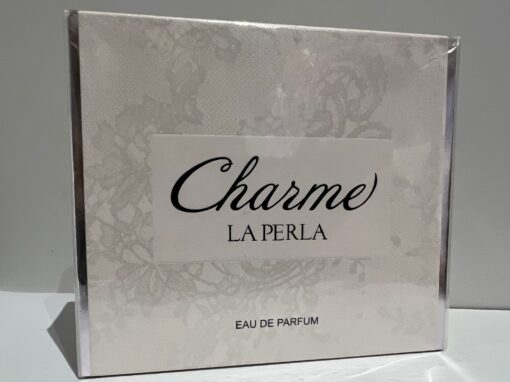 Charme
LA PERLA
EAU DE PARFUM